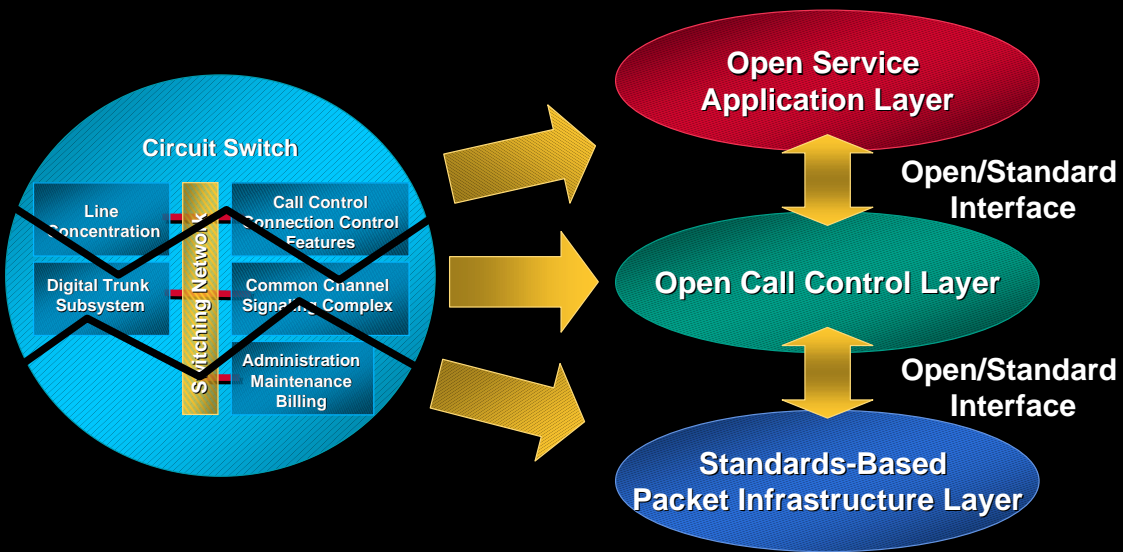 Circuit Switch
Line
Concentration
Digital Trunk
Subsystem
Switching Network
Call Control
Connection Control
Features
Common Channel
Signaling Complex
Administration
Maintenance
Billing
Open Service
Application Layer
Open/Standard
Interface
Open Call Control Layer
Open/Standard
Interface
Standards-Based
Packet Infrastructure Layer